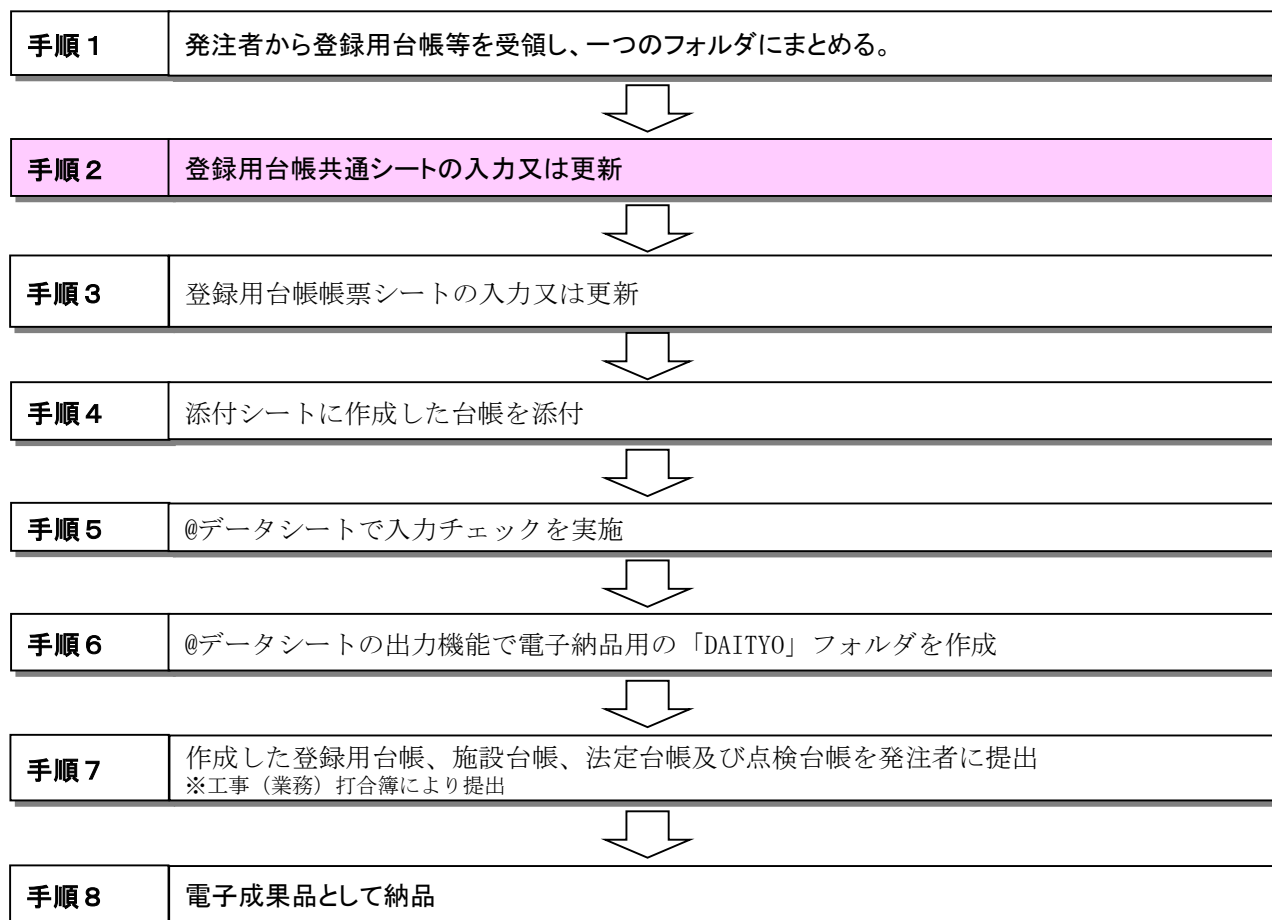 手順１
発注者から登録用台帳等を受領し、一つのフォルダにまとめる。
手順２
登録用台帳共通シートの入力又は更新
手順３
登録用台帳帳票シートの入力又は更新
手順４
添付シートに作成した台帳を添付
手順５
@データシートで入力チェックを実施
手順６
@データシートの出力機能で電子納品用の「DAITYO」フォルダを作成
手順７
作成した登録用台帳、施設台帳、法定台帳及び点検台帳を発注者に提出
※工事（業務）打合簿により提出
手順８
電子成果品として納品